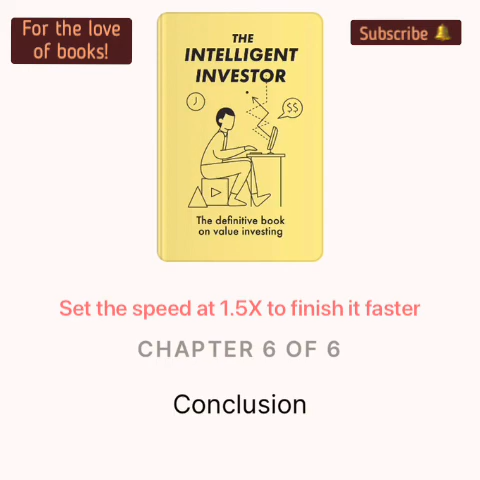 For the love
of books!
Subscribe 🔔
THE
INTELLIGENT
INVESTOR
$$
The definitive book
on value investing
Set the speed at 1.5X to finish it faster
CHAPTER 6 OF 6
Conclusion